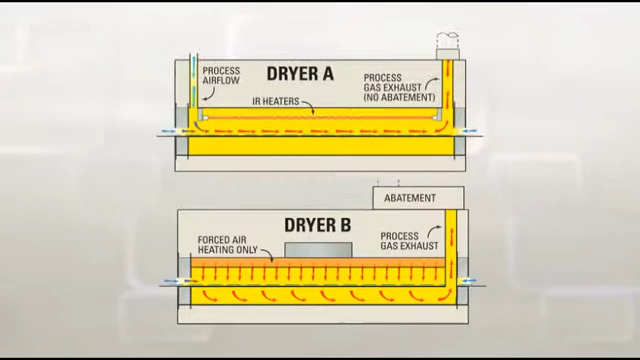 DRYER A
PROCESS
AIRFLOW
PROCESS
GAS EXHAUST
(NO ABATEMENT)
IR HEATERS
ABATEMENT
DRYER B
FORCED AIR
HEATING ONLY
PROCESS
GAS EXHAUST